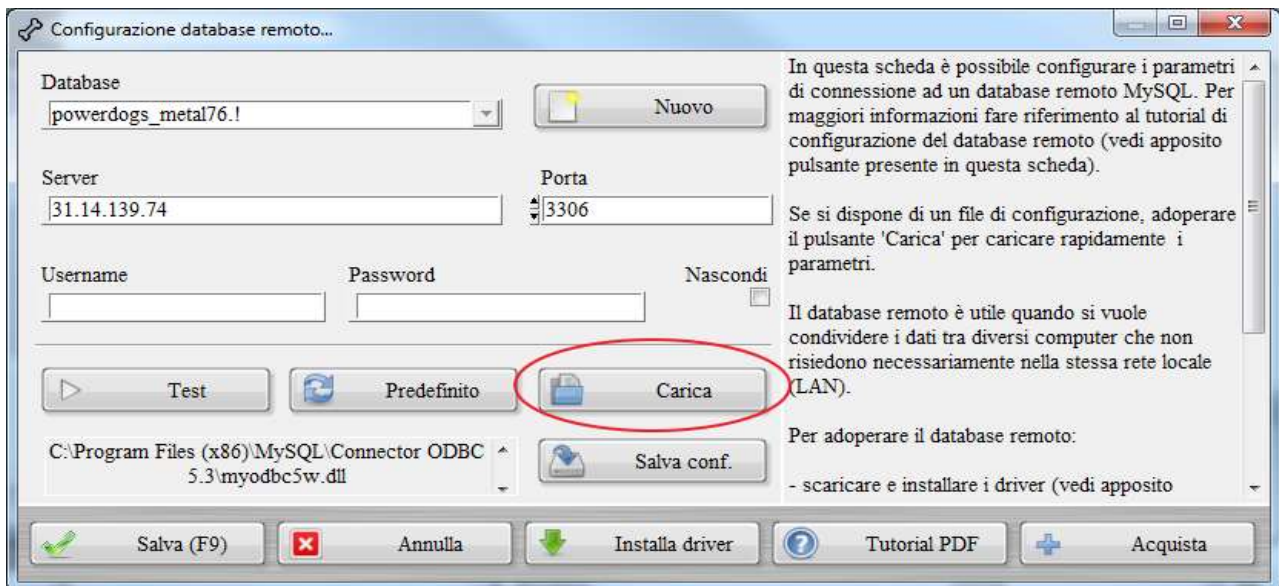 Configurazione database remoto...
Database
powerdogs_metal76.!
Nuovo
Server
Porta
31.14.139.74
3306
Username
Password
Nascondi
Test
Predefinito
Carica
C:\Program Files (x86)\MySQL\Connector ODBC
5.3\myodbc5w.dll
Salva conf.
In questa scheda è possibile configurare i parametri
di connessione ad un database remoto MySQL. Per
maggiori informazioni fare riferimento al tutorial di
configurazione del database remoto (vedi apposito
pulsante presente in questa scheda).
Se si dispone di un file di configurazione, adoperare
il pulsante 'Carica' per caricare rapidamente i
parametri.
Il database remoto è utile quando si vuole
condividere i dati tra diversi computer che non
risiedono necessariamente nella stessa rete locale
(LAN).
Per adoperare il database remoto:
- scaricare e installare i driver (vedi apposito
Salva (F9)
Annulla
Installa driver
Tutorial PDF
Acquista